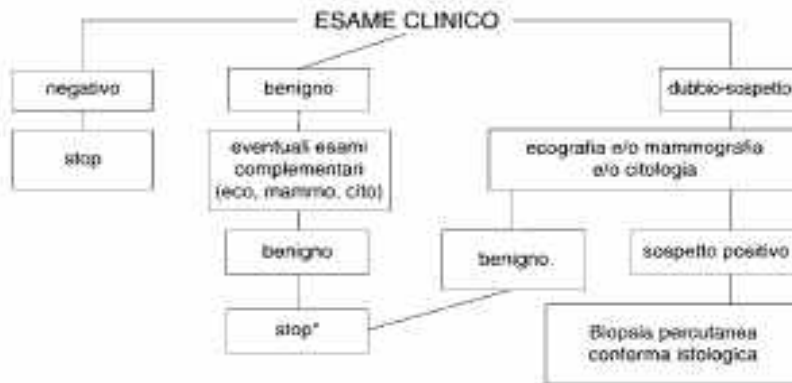 ESAME CLINICO
negativo
benigno
dubbio-sospetto
stop
eventuali esami
complementari
(eco, mammo, cito)
ecografia e/o mammografia
e/o citologia
benigno
benigno.
sospetto positivo
stop*
Biopsia percutanea
conferma istologica